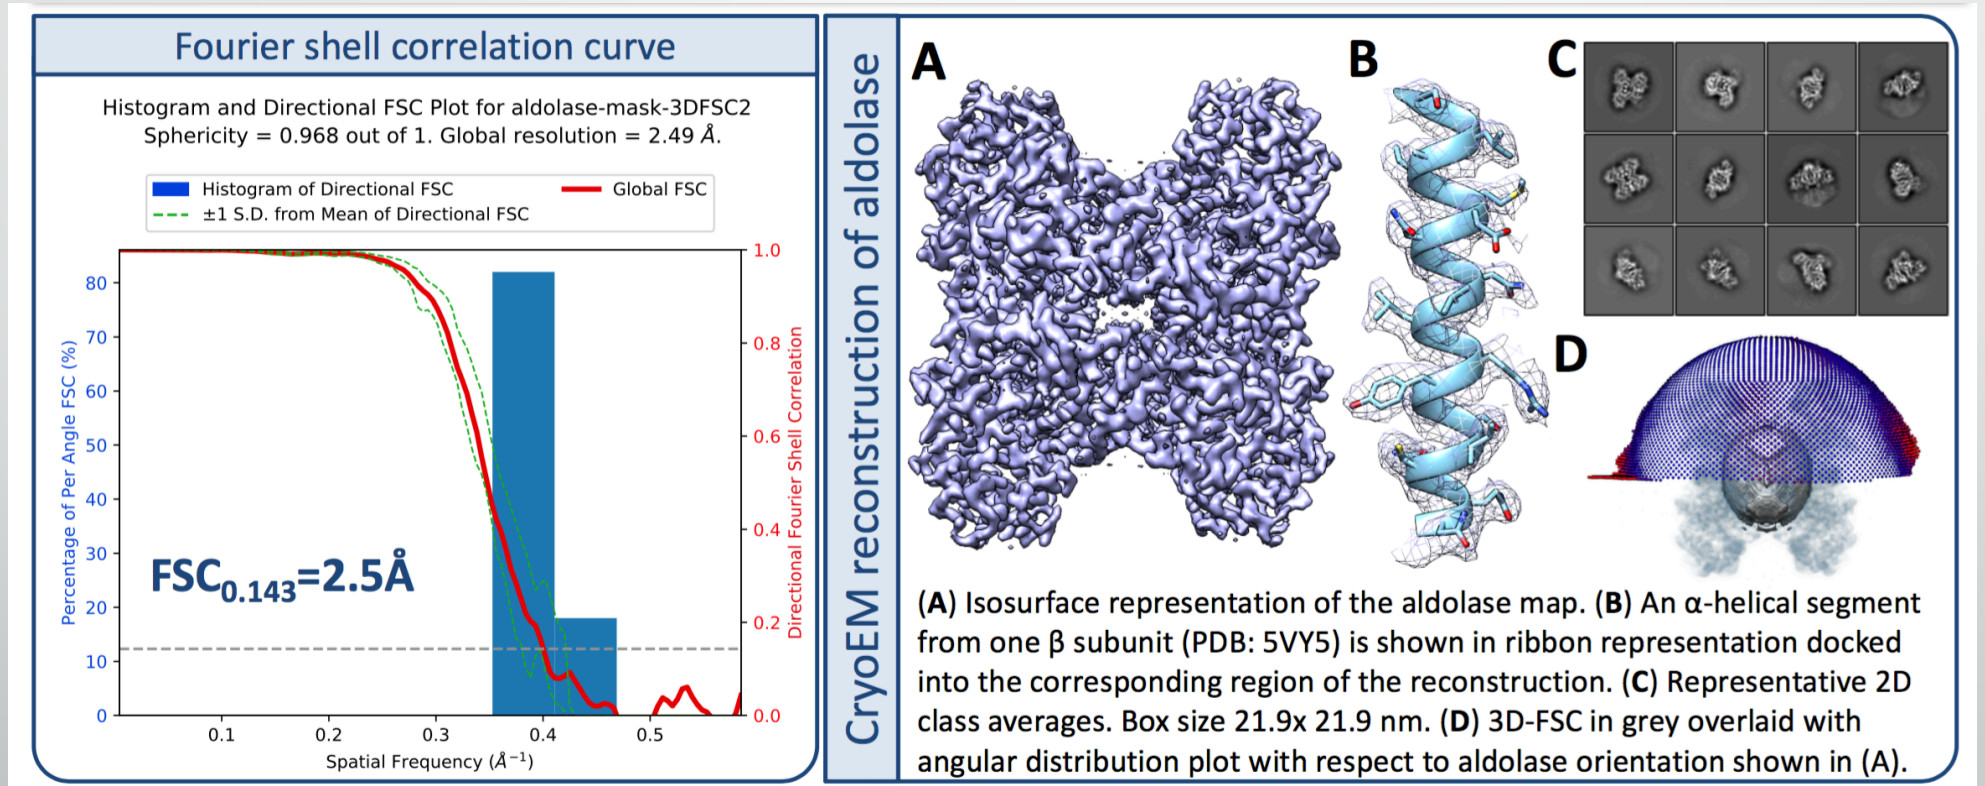 Fourier shell correlation curve
Histogram and Directional FSC Plot for aldolase-mask-3DFSC2
Sphericity = 0.968 out of 1. Global resolution = 2.49 Å.
Histogram of Directional FSC
Global FSC
±1 S.D. from Mean of Directional FSC
Percentage of Per Angle FSC (%)
80
70
60
50
40
30
20
10
0
FSC0.143=2.5Å
1.0
0.8
0.6
0.4
0.2
0.0
Directional Fourier Shell Correlation
0.1 0.2 0.3 0.4 0.5
Spatial Frequency (Å⁻¹)
CryoEM reconstruction of aldolase
A
B
C
D
(A) Isosurface representation of the aldolase map. (B) An α-helical segment
from one β subunit (PDB: 5VY5) is shown in ribbon representation docked
into the corresponding region of the reconstruction. (C) Representative 2D
class averages. Box size 21.9x 21.9 nm. (D) 3D-FSC in grey overlaid with
angular distribution plot with respect to aldolase orientation shown in (A).